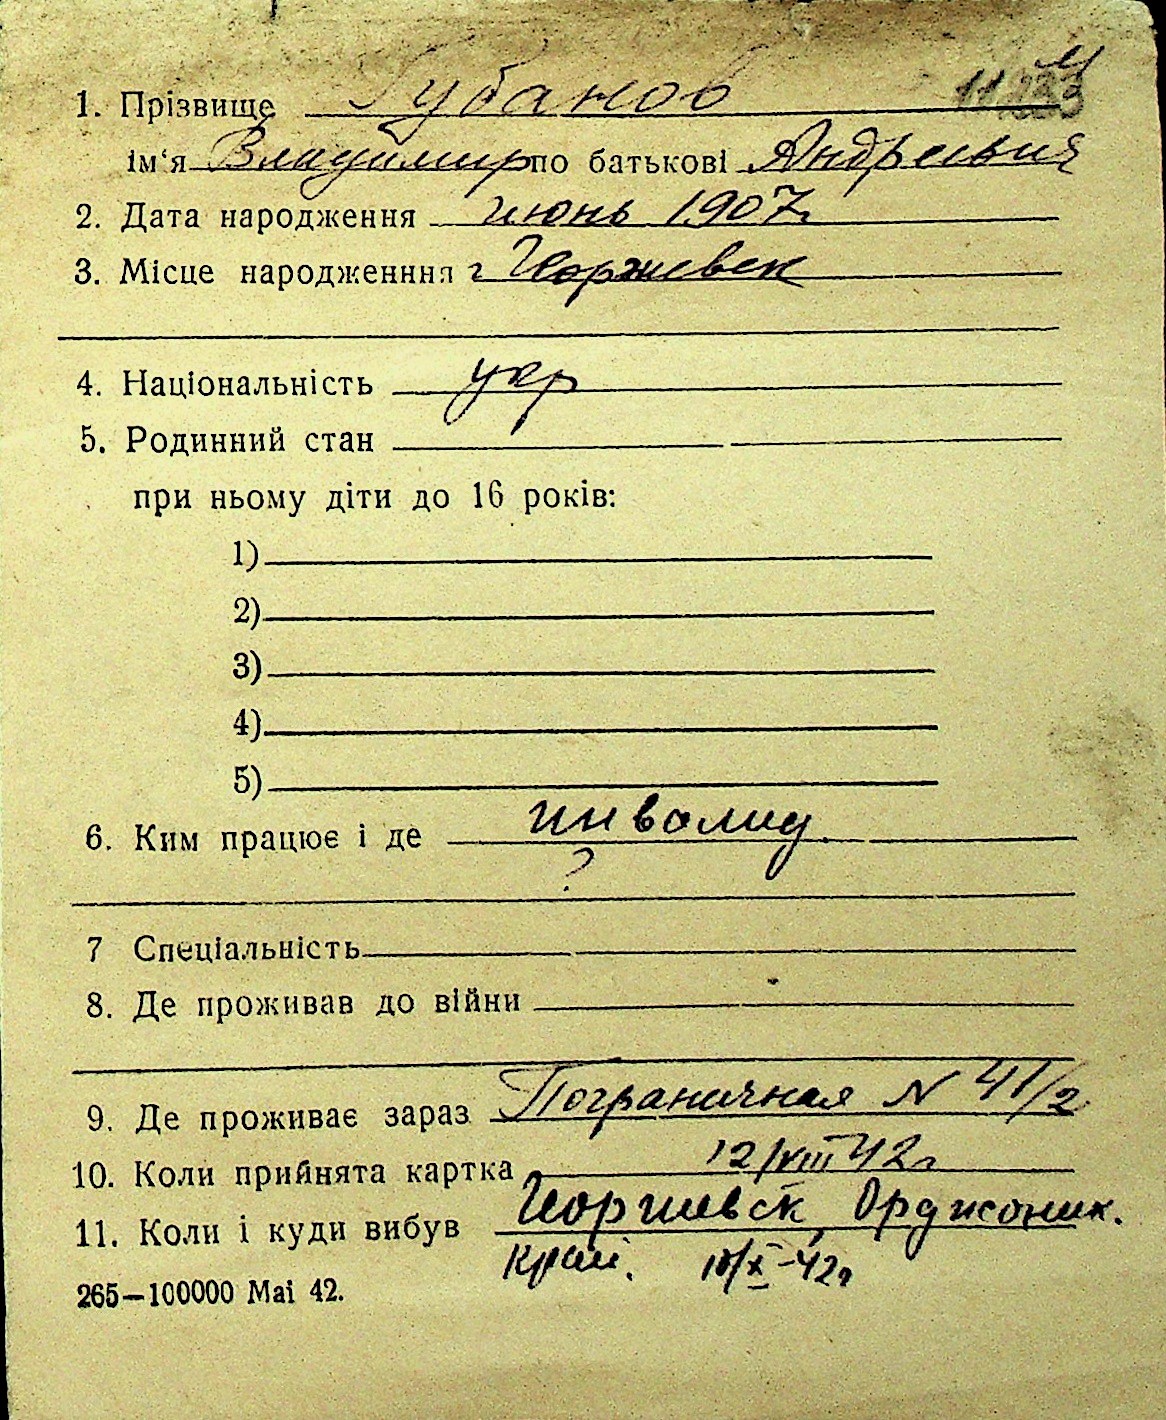 1. Прізвище Губанов
ім‘я Владимир по батькові Андреевич
2. Дата народження июнь 1907г.
3. Місце народженння г Георгиевск
4. Національність укр
5. Родинний стан
при ньому діти до 16 років:
1)
2)
3)
4)
5)
6. Ким працює і де инвалид
?
7 Спеціальність
8. Де проживав до війни
9. Де проживає зараз Пограничная N 41/2
10. Коли прийнята картка 12/VIII 42г
11. Коли і куди вибув Георгиевск, Орджоник.
край. 10/X-42г
265—100000 Mai 42.